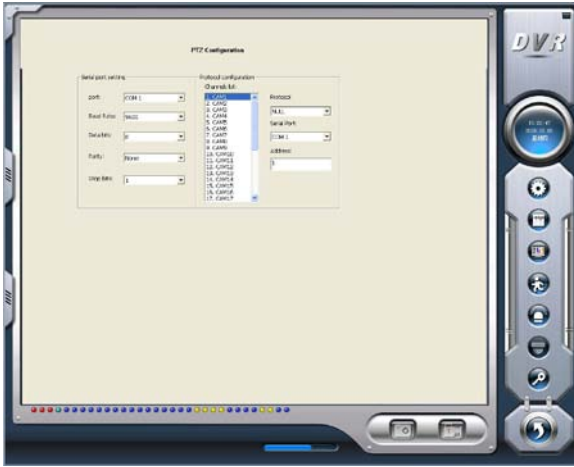 DVR
PTZ Configuration
Serial port setting
port: COM 1
Baud Rate: 9600
Data bit: 8
Parity: None
Stop Bit: 1
Protocol configuration
Channels list:
1. CAM1
2. CAM2
3. CAM3
4. CAM4
5. CAM5
6. CAM6
7. CAM7
8. CAM8
9. CAM9
10. CAM10
11. CAM11
12. CAM12
13. CAM13
14. CAM14
15. CAM15
16. CAM16
17. CAM17
Protocol
NULL
Serial Port:
COM 1
Address:
1